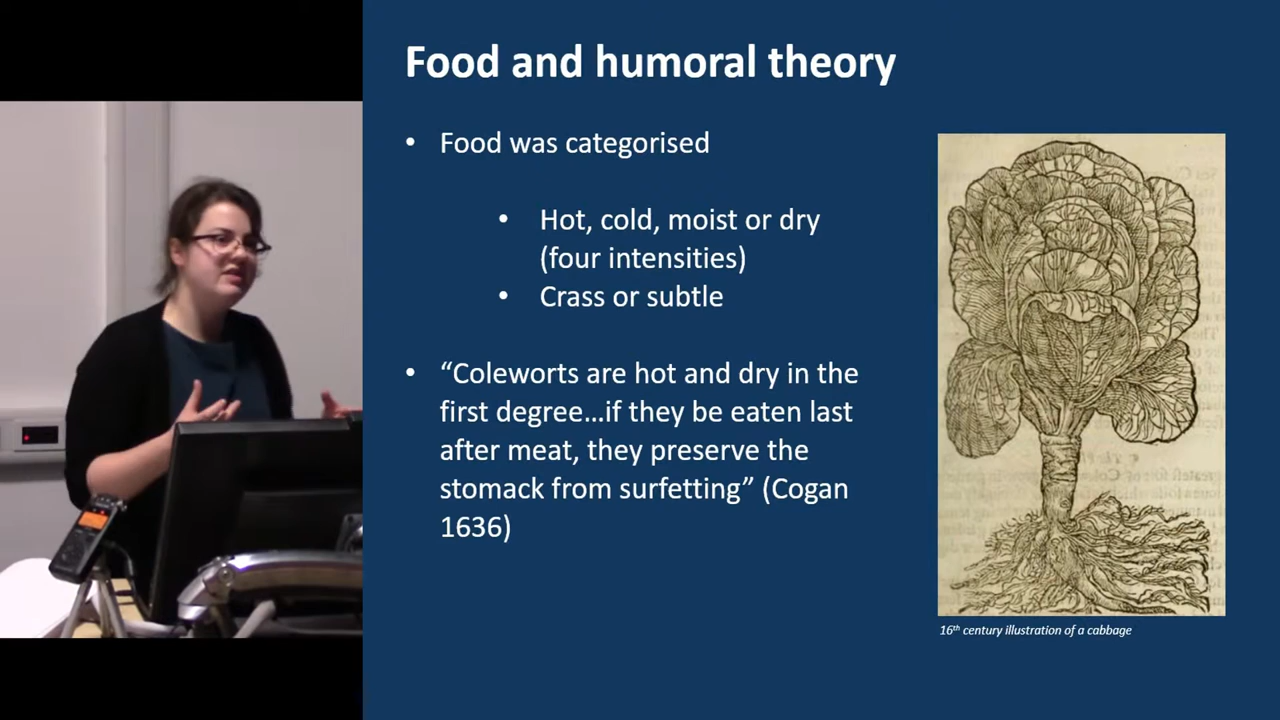 Food and humoral theory
• Food was categorised
• Hot, cold, moist or dry
(four intensities)
• Crass or subtle
• “Coleworts are hot and dry in the
first degree…if they be eaten last
after meat, they preserve the
stomack from surfetting” (Cogan
1636)
16th century illustration of a cabbage